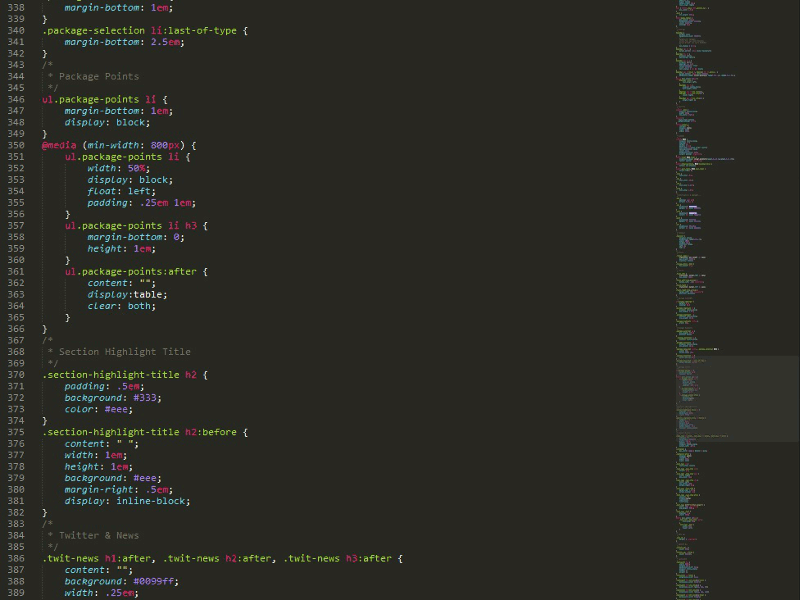 338 margin-bottom: 1em;
339 }
340 .package-selection li:last-of-type {
341 margin-bottom: 2.5em;
342 }
343 /*
344 * Package Points
345 */
346 ul.package-points li {
347 margin-bottom: 1em;
348 display: block;
349 }
350 @media (min-width: 800px) {
351 ul.package-points li {
352 width: 50%;
353 display: block;
354 float: left;
355 padding: .25em 1em;
356 }
357 ul.package-points li h3 {
358 margin-bottom: 0;
359 height: 1em;
360 }
361 ul.package-points:after {
362 content: "";
363 display:table;
364 clear: both;
365 }
366 }
367 /*
368 * Section Highlight Title
369 */
370 .section-highlight-title h2 {
371 padding: .5em;
372 background: #333;
373 color: #eee;
374 }
375 .section-highlight-title h2:before {
376 content: " ";
377 width: 1em;
378 height: 1em;
379 background: #eee;
380 margin-right: .5em;
381 display: inline-block;
382 }
383 /*
384 * Twitter & News
385 */
386 .twit-news h1:after, .twit-news h2:after, .twit-news h3:after {
387 content: "";
388 background: #0099ff;
389 width: .25em;